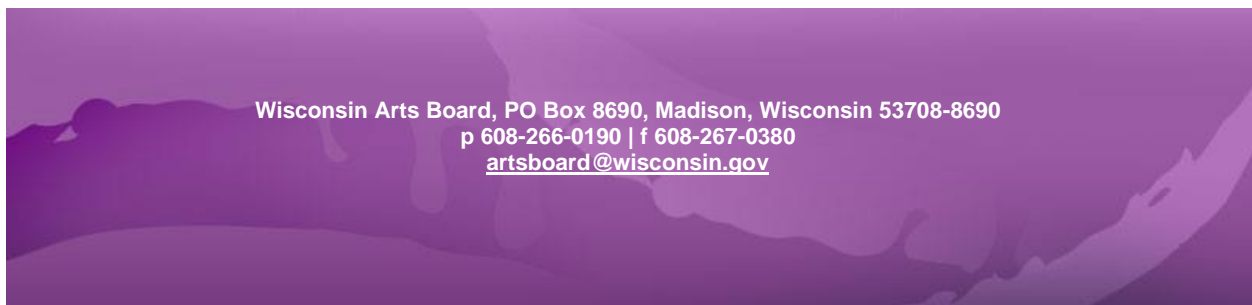 Wisconsin Arts Board, PO Box 8690, Madison, Wisconsin 53708-8690
p 608-266-0190 | f 608-267-0380
artsboard@wisconsin.gov